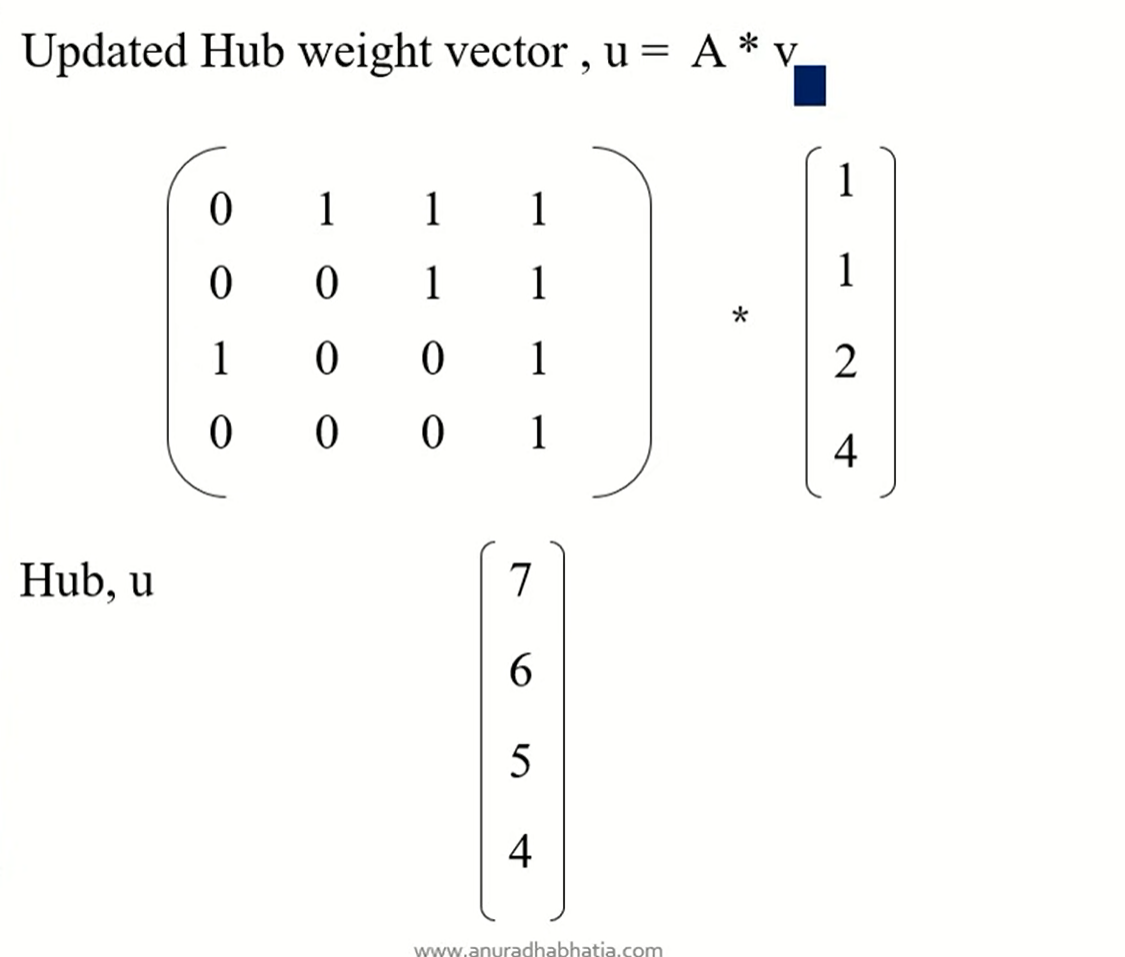 Updated Hub weight vector , u = A * v
0 1 1 1
0 0 1 1
1 0 0 1
0 0 0 1
*
1
1
2
4
Hub, u
7
6
5
4
www.anuradhabhatia.com